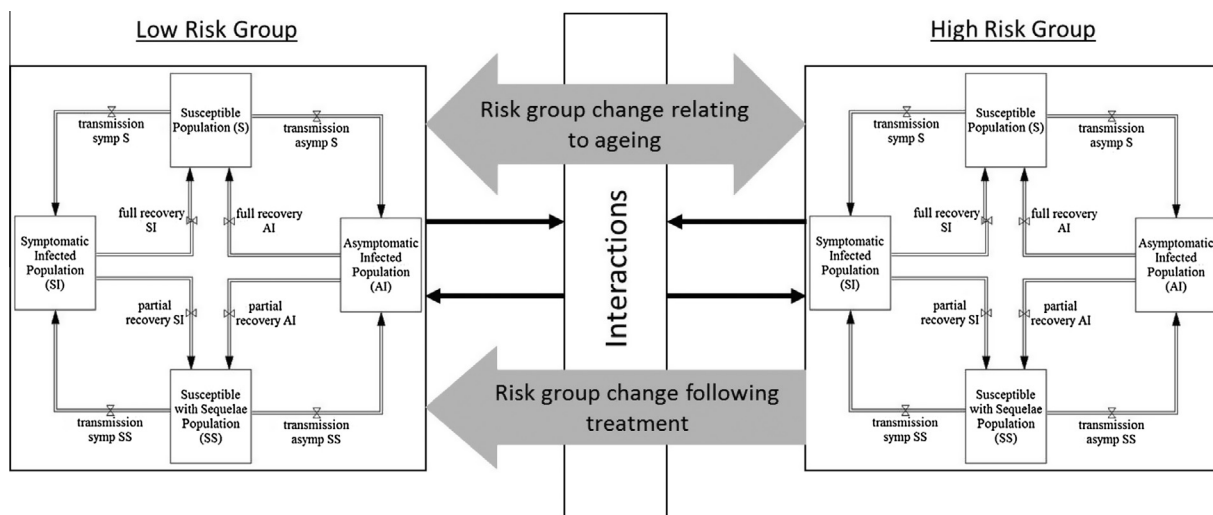 Low Risk Group
Susceptible
Population (S)
transmission
symp S
transmission
asymp S
full recovery
SI
full recovery
AI
Symptomatic
Infected
Population
(SI)
Asymptomatic
Infected
Population
(AI)
partial
recovery SI
partial
recovery AI
Susceptible
with Sequelae
Population
(SS)
transmission
symp SS
transmission
asymp SS
Risk group change relating
to ageing
Interactions
Risk group change following
treatment
High Risk Group
Susceptible
Population (S)
transmission
symp S
transmission
asymp S
full recovery
SI
full recovery
AI
Symptomatic
Infected
Population
(SI)
Asymptomatic
Infected
Population
(AI)
partial
recovery SI
partial
recovery AI
Susceptible
with Sequelae
Population
(SS)
transmission
symp SS
transmission
asymp SS